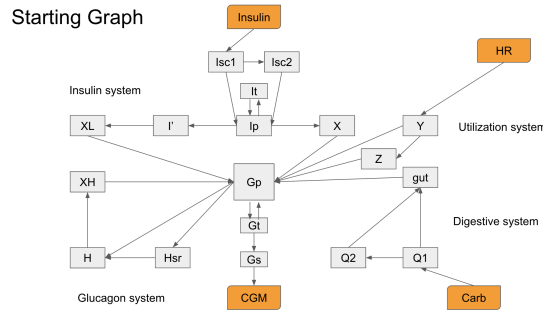 Starting Graph
Insulin
HR
Isc1
Isc2
Insulin system
It
XL
I'
Ip
X
Y
Utilization system
Z
XH
Gp
gut
Digestive system
Gt
H
Hsr
Gs
Q2
Q1
Glucagon system
CGM
Carb